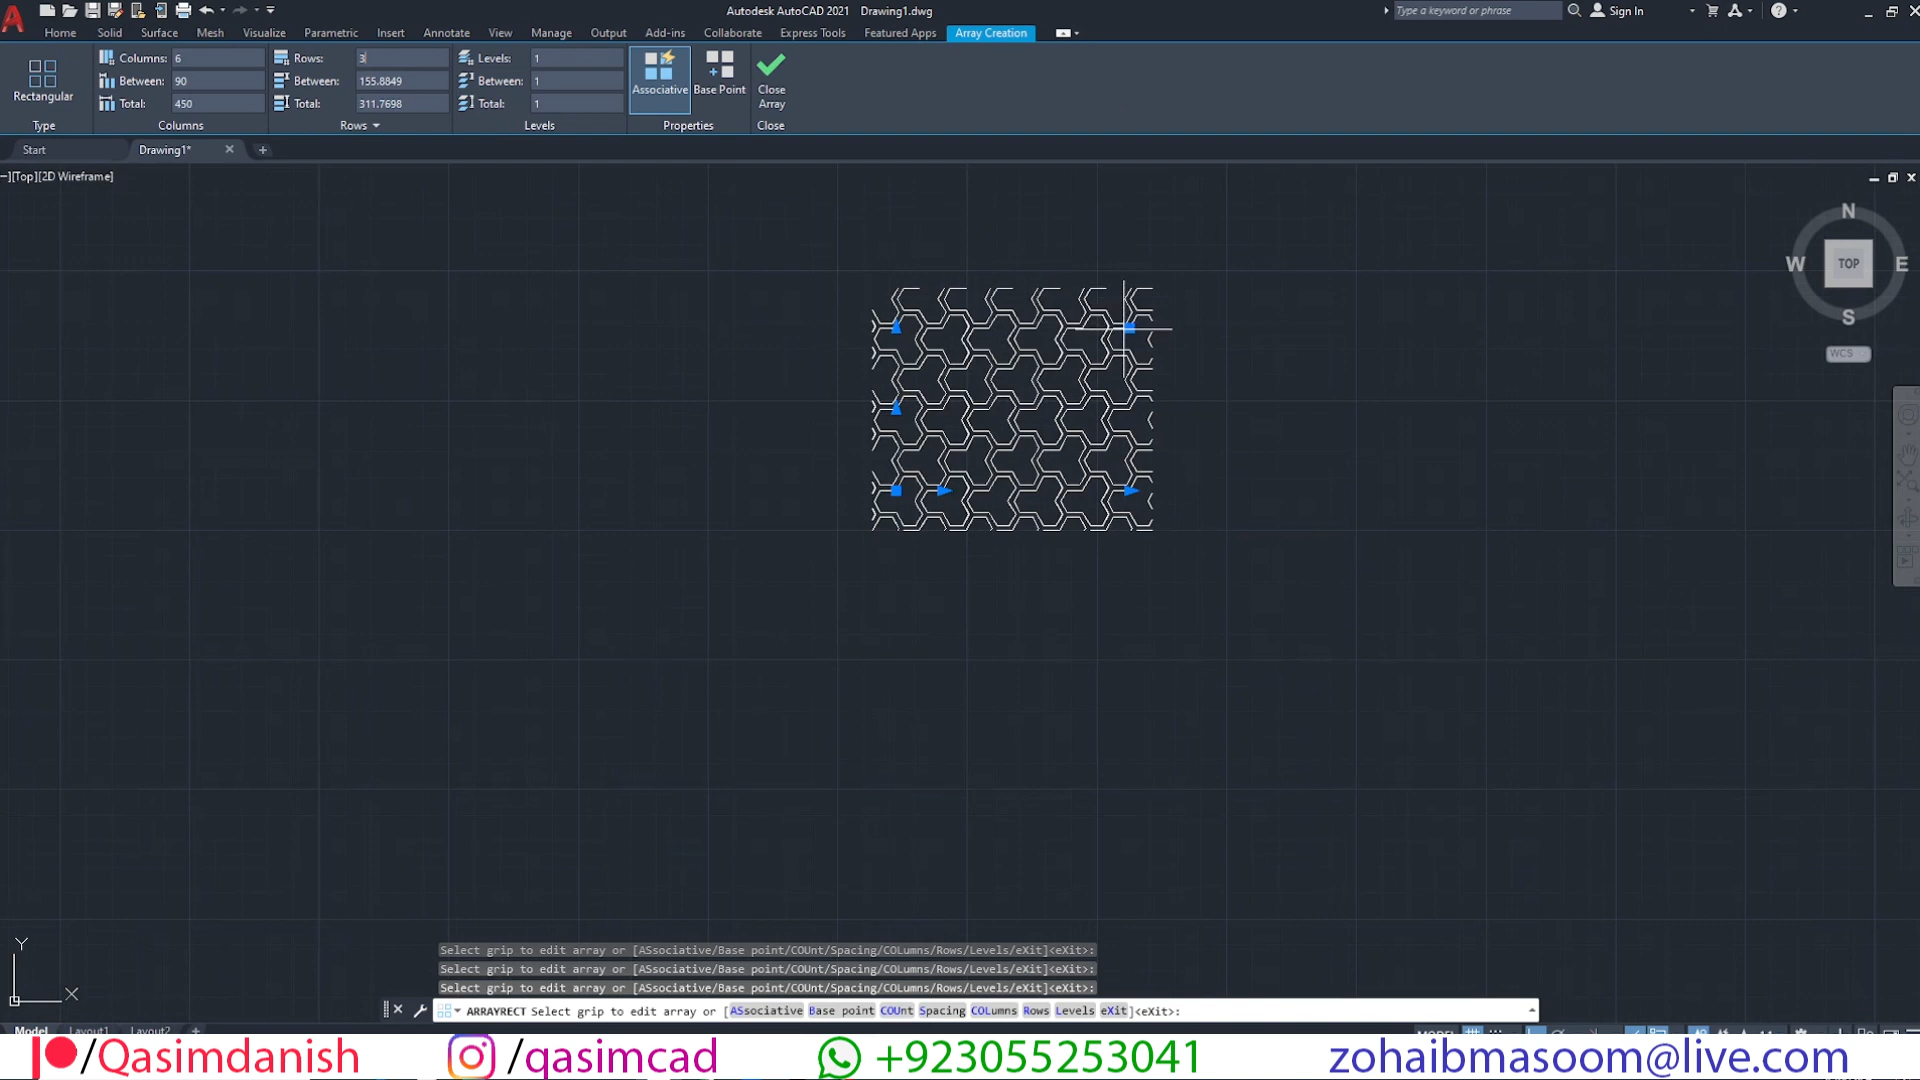 Autodesk AutoCAD 2021 Drawing1.dwg
Type a keyword or phrase
Sign In
Home Solid Surface Mesh Visualize Parametric Insert Annotate View Manage Output Add-ins Collaborate Express Tools Featured Apps Array Creation
Rectangular
Type
Columns: 6
Between: 90
Total: 450
Columns
Rows: 3
Between: 155.8849
Total: 311.7698
Rows
Levels: 1
Between: 1
Total: 1
Levels
Associative
Base Point
Properties
Close Array
Close
Start
Drawing1*
[Top][2D Wireframe]
N
W TOP E
S
WCS
Y
X
Select grip to edit array or [ASsociative/Base point/COUnt/Spacing/COLumns/Rows/Levels/eXit]<eXit>:
Select grip to edit array or [ASsociative/Base point/COUnt/Spacing/COLumns/Rows/Levels/eXit]<eXit>:
Select grip to edit array or [ASsociative/Base point/COUnt/Spacing/COLumns/Rows/Levels/eXit]<eXit>:
ARRAYRECT Select grip to edit array or [ASsociative Base point COUnt Spacing COLumns Rows Levels eXit]<eXit>:
Model Layout1 Layout2 +
MODEL
/Qasimdanish /qasimcad +923055253041 zohaibmasoom@live.com